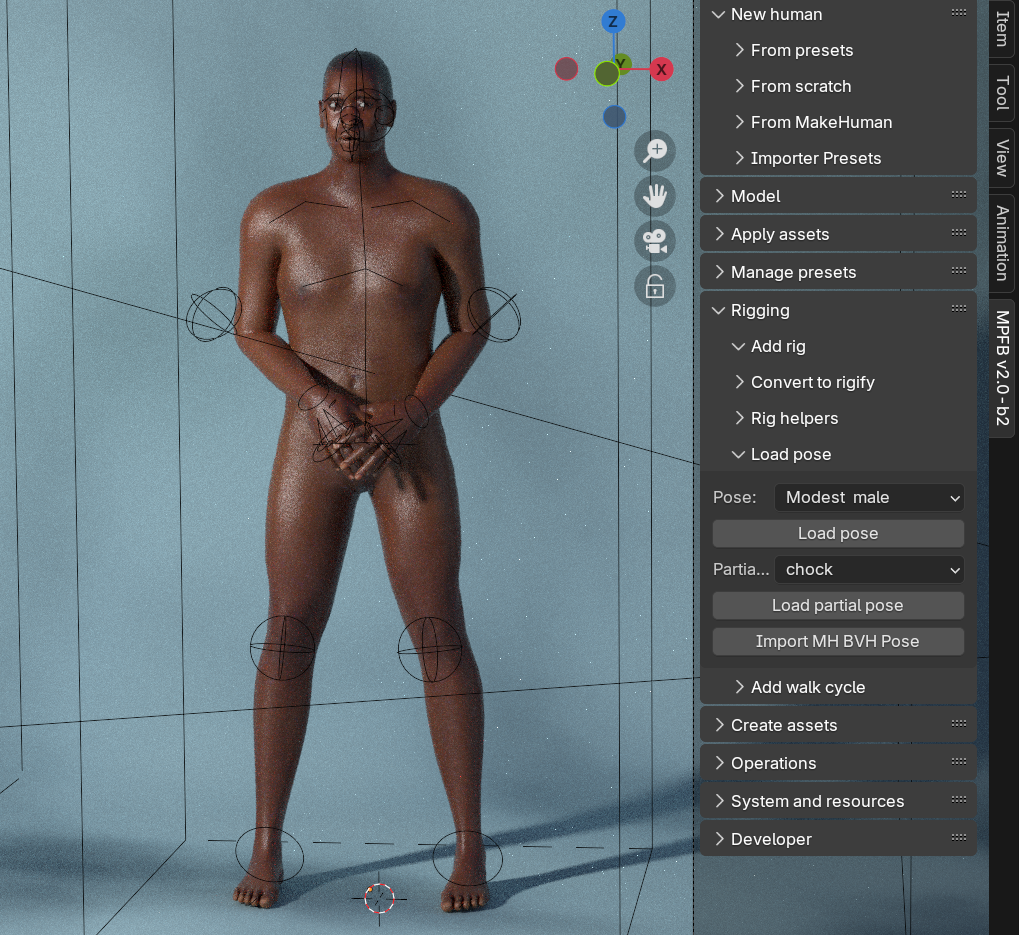 Z
Y
X
New human
From presets
From scratch
From MakeHuman
Importer Presets
Model
Apply assets
Manage presets
Rigging
Add rig
Convert to rigify
Rig helpers
Load pose
Pose: Modest male
Load pose
Partia... chock
Load partial pose
Import MH BVH Pose
Add walk cycle
Create assets
Operations
System and resources
Developer
Item
Tool
View
Animation
MPFB v2.0-b2